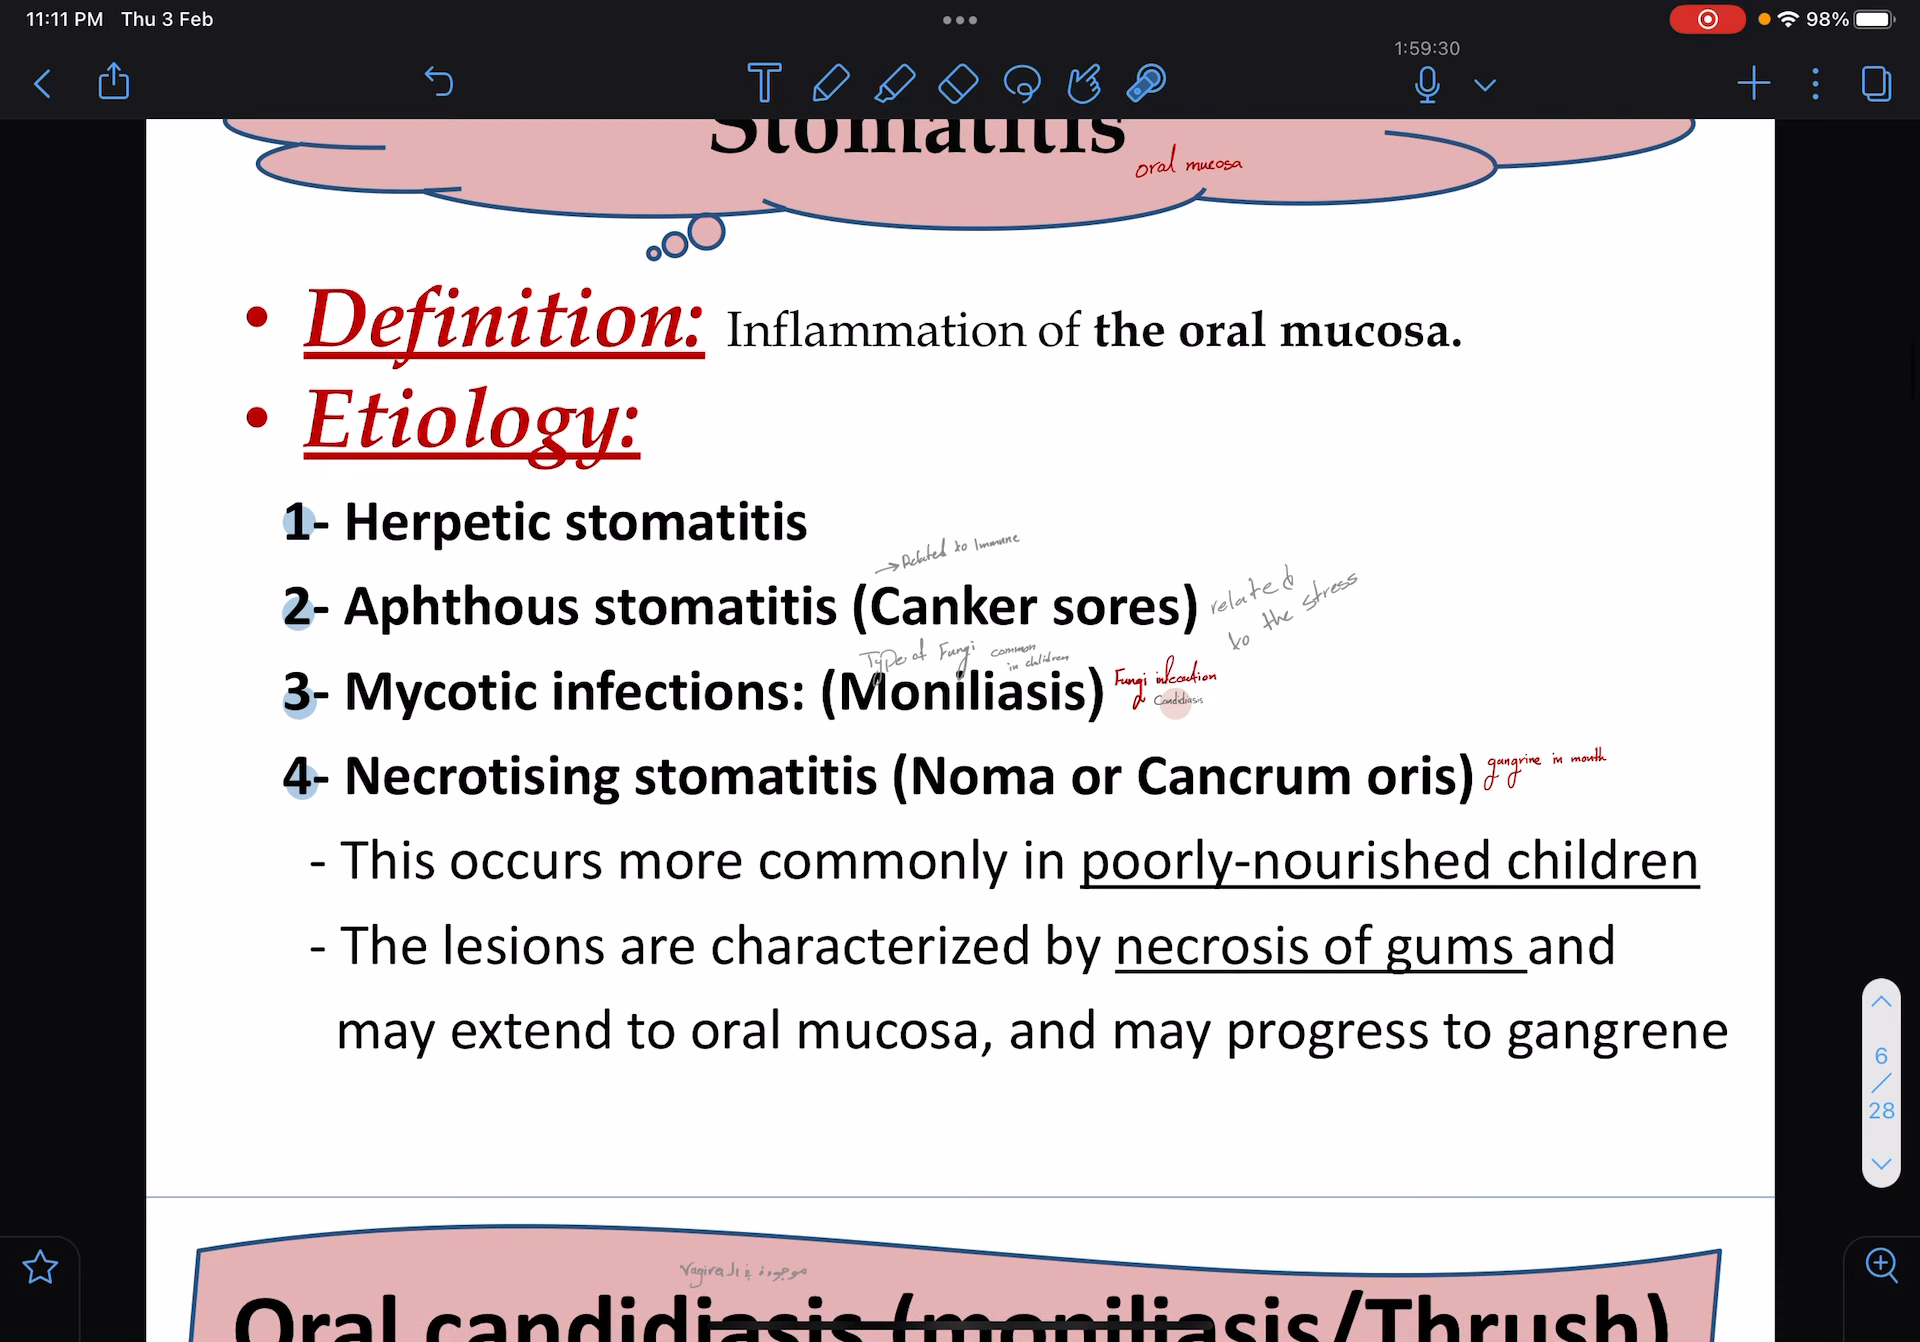 11:11 PM Thu 3 Feb
98%
1:59:30
Stomatitis
oral mucosa
• Definition: Inflammation of the oral mucosa.
• Etiology:
1- Herpetic stomatitis
→ Related to Immune
2- Aphthous stomatitis (Canker sores)
related to the stress
Type of Fungi common in children
3- Mycotic infections: (Moniliasis)
Fungi infecaution
Candidiasis
4- Necrotising stomatitis (Noma or Cancrum oris)
gangrine in mouth
- This occurs more commonly in poorly-nourished children
- The lesions are characterized by necrosis of gums and
may extend to oral mucosa, and may progress to gangrene
6
/
28
موجودة بـ ال
Oral candidiasis (moniliasis/Thrush)